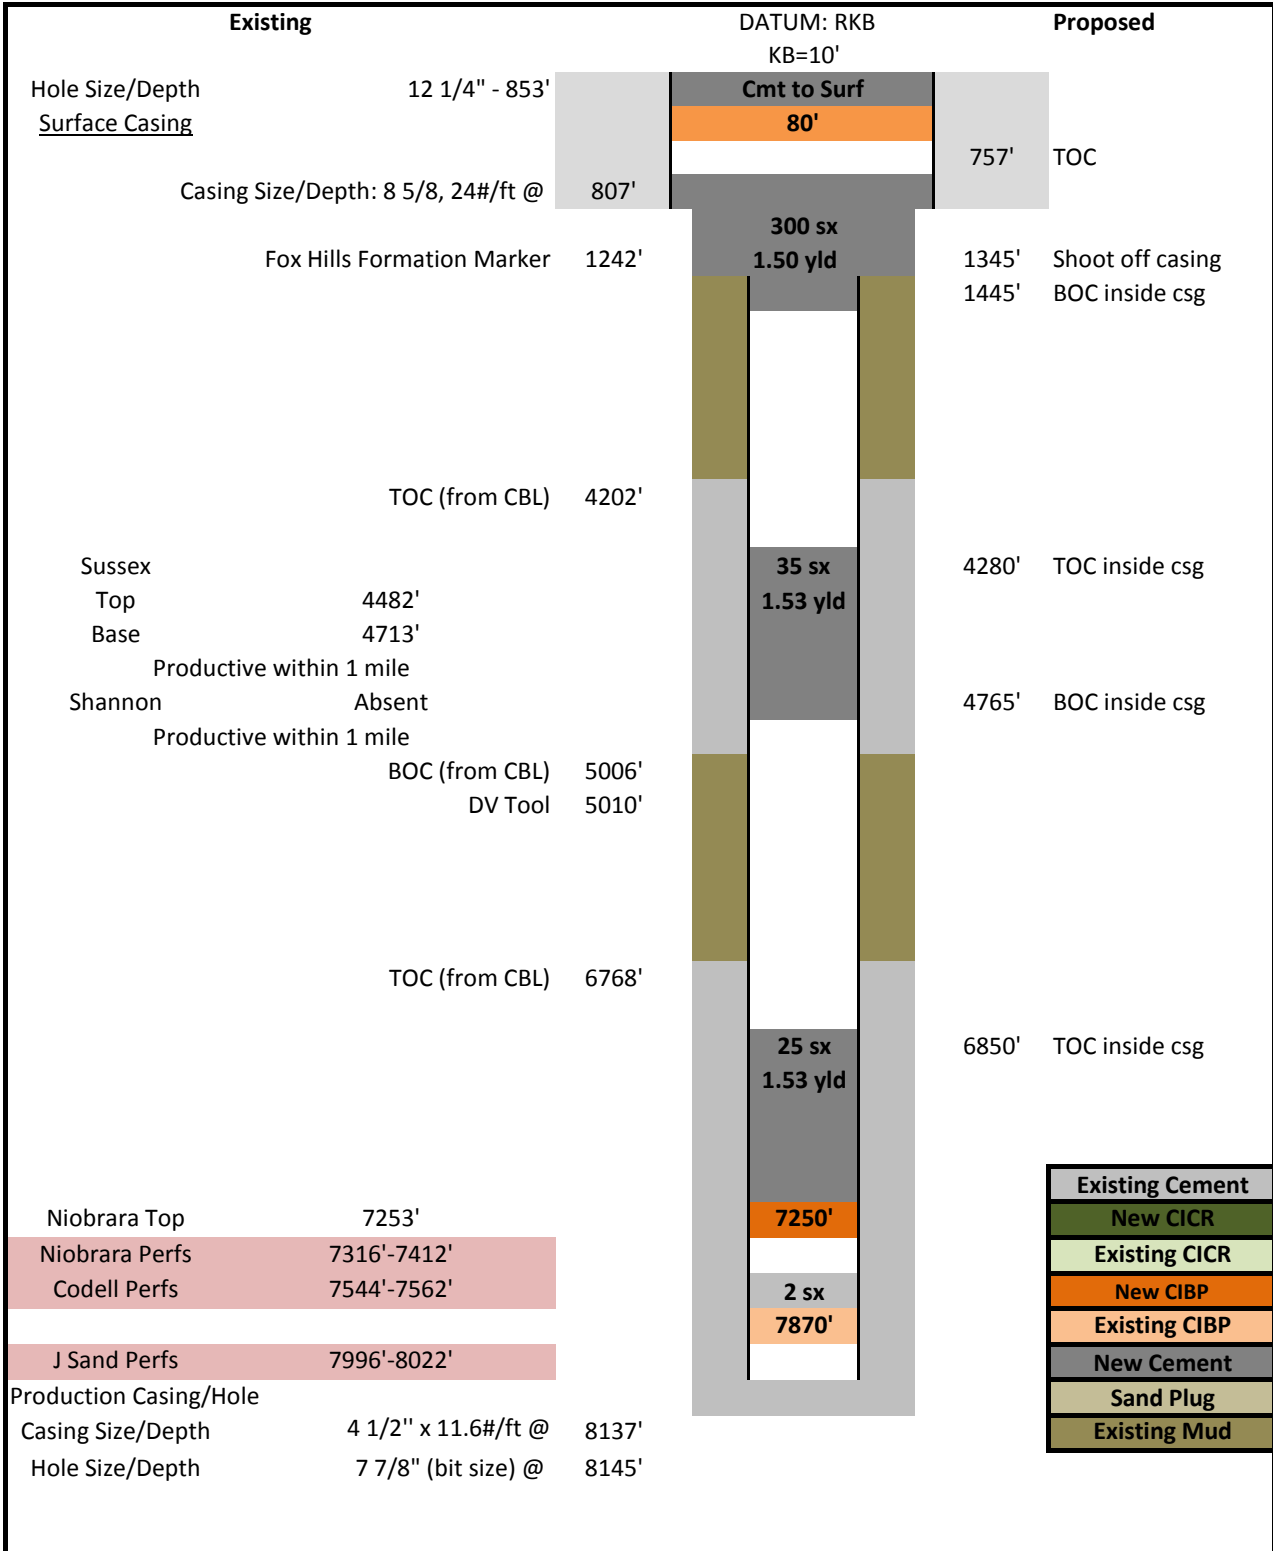 Existing DATUM: RKB Proposed
KB=10'
Hole Size/Depth 12 1/4" - 853' Cmt to Surf
Surface Casing 80'
757' TOC
Casing Size/Depth: 8 5/8, 24#/ft @ 807'
300 sx
Fox Hills Formation Marker 1242' 1.50 yld 1345' Shoot off casing
1445' BOC inside csg
TOC (from CBL) 4202'
Sussex 35 sx 4280' TOC inside csg
Top 4482' 1.53 yld
Base 4713'
Productive within 1 mile
Shannon Absent 4765' BOC inside csg
Productive within 1 mile
BOC (from CBL) 5006'
DV Tool 5010'
TOC (from CBL) 6768'
25 sx 6850' TOC inside csg
1.53 yld
Existing Cement
Niobrara Top 7253' 7250' New CICR
Niobrara Perfs 7316'-7412' Existing CICR
Codell Perfs 7544'-7562' 2 sx New CIBP
7870' Existing CIBP
J Sand Perfs 7996'-8022' New Cement
Production Casing/Hole Sand Plug
Casing Size/Depth 4 1/2'' x 11.6#/ft @ 8137' Existing Mud
Hole Size/Depth 7 7/8" (bit size) @ 8145'